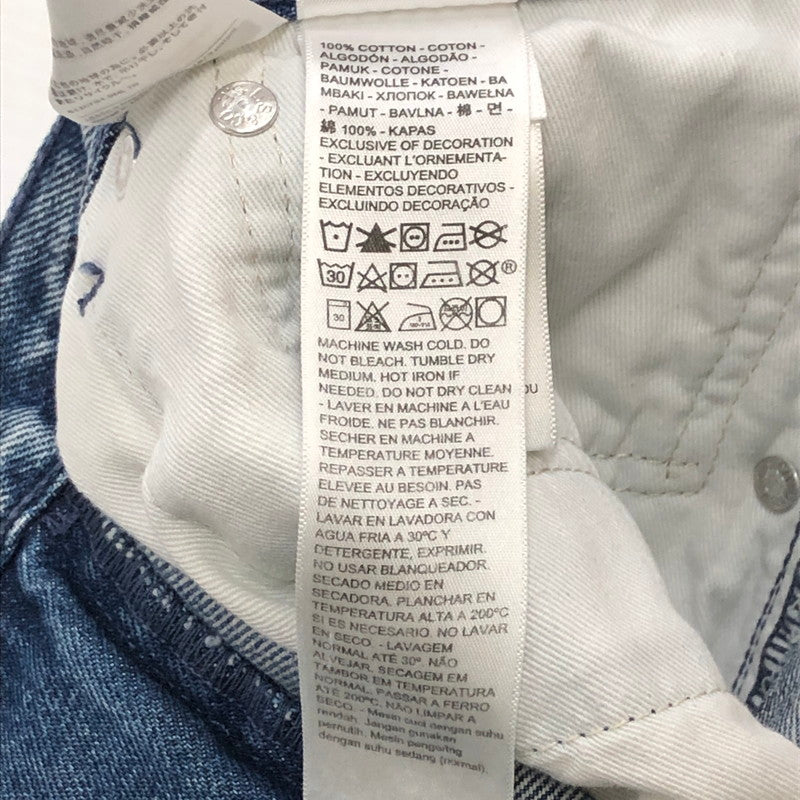 100% COTTON - COTON -
ALGODÓN - ALGODÃO -
PAMUK - COTONE -
BAUMWOLLE - KATOEN - BA
MBAKI - ХЛОПОК - BAWEŁNA
- PAMUT - BAVLNA - 棉 - 면 -
綿 100% - KAPAS
EXCLUSIVE OF DECORATION
- EXCLUANT L'ORNEMENTA-
TION - EXCLUYENDO
ELEMENTOS DECORATIVOS -
EXCLUINDO DECORAÇÃO
30
®
30
MACHINE WASH COLD. DO
NOT BLEACH. TUMBLE DRY
MEDIUM. HOT IRON IF
NEEDED. DO NOT DRY CLEAN
- LAVER EN MACHINE A L'EAU
FROIDE. NE PAS BLANCHIR.
SECHER EN MACHINE A
TEMPERATURE MOYENNE.
REPASSER A TEMPERATURE
ELEVEE AU BESOIN. PAS
DE NETTOYAGE A SEC. -
LAVAR EN LAVADORA CON
AGUA FRIA A 30ºC Y
DETERGENTE, EXPRIMIR.
NO USAR BLANQUEADOR.
SECADO MEDIO EN
SECADORA. PLANCHAR EN
TEMPERATURA ALTA A 200ºC
SI ES NECESARIO. NO LAVAR
EN SECO. - LAVAGEM
NORMAL ATÉ 30º. NÃO
ALVEJAR. SECAGEM EM
TAMBOR EM TEMPERATURA
NORMAL. PASSAR A FERRO
ATÉ 200ºC. NÃO LIMPAR A
SECO. - Mesin cuci dengan suhu
rendah. Jangan gunakan
pemutih. Mesin pengering
dengan suhu sedang (normal).
OU